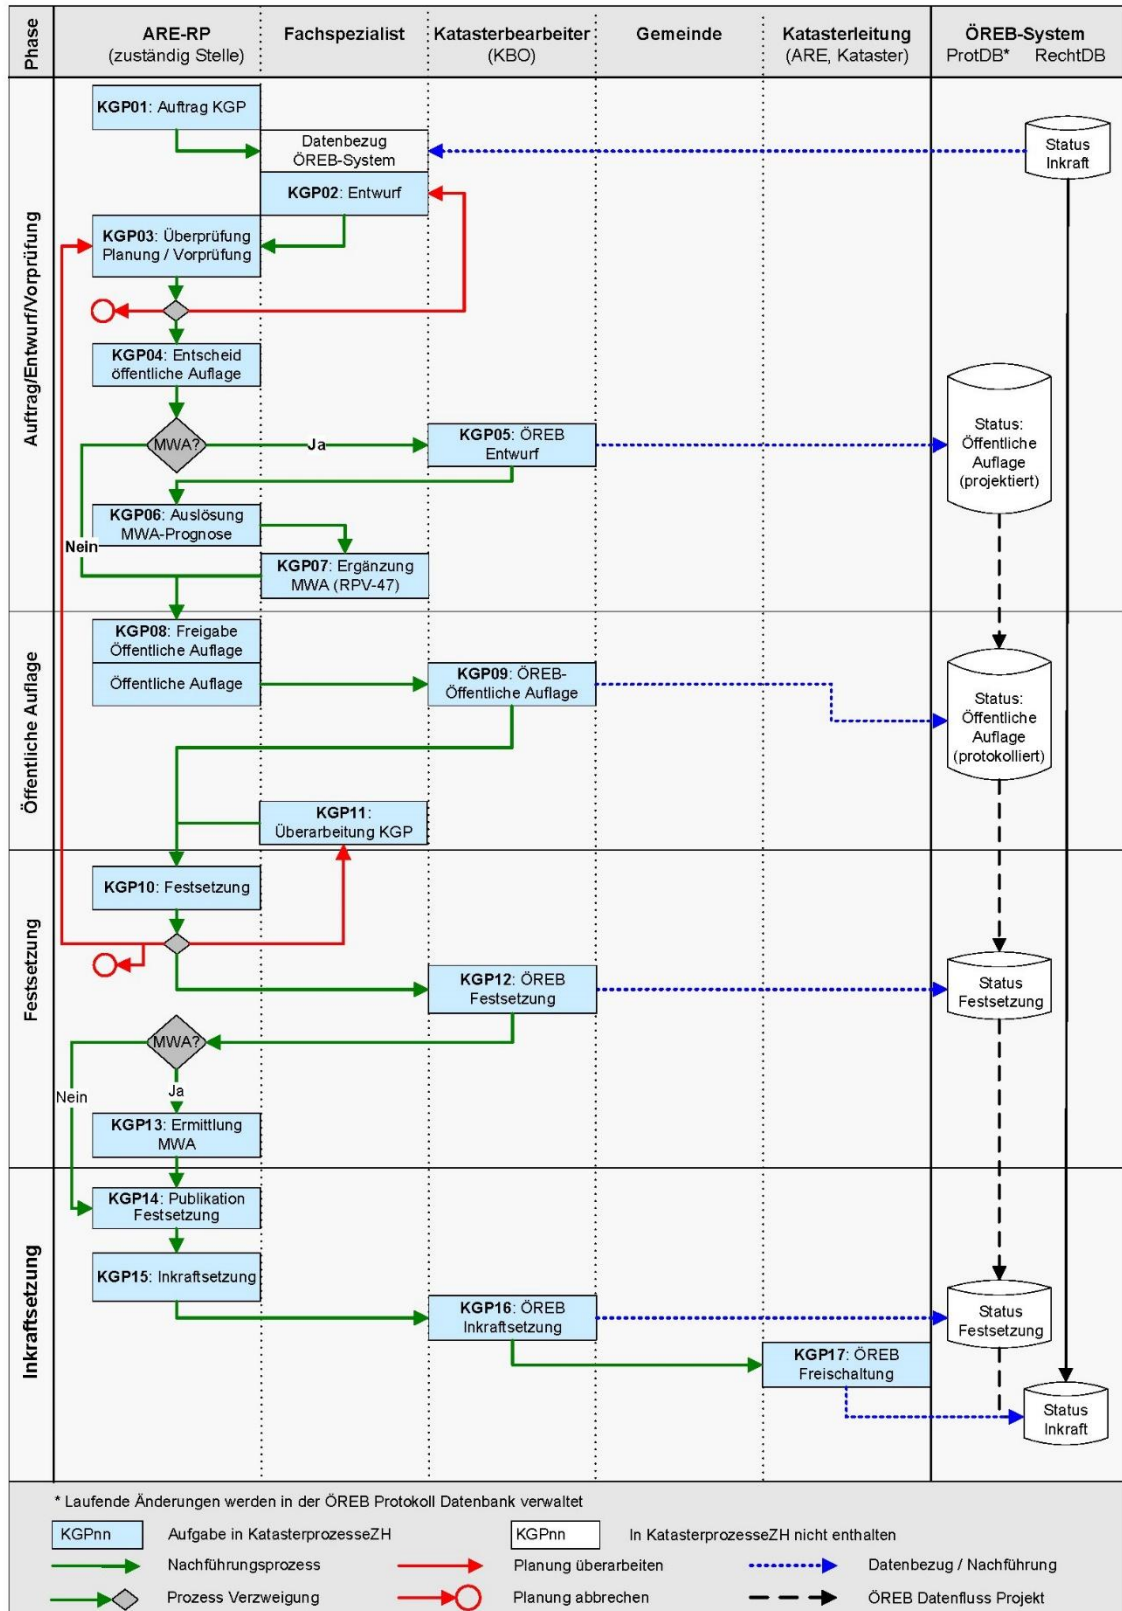 Phase
ARE-RP
(zuständig Stelle)
Fachspezialist
Katasterbearbeiter
(KBO)
Gemeinde
Katasterleitung
(ARE, Kataster)
ÖREB-System
ProtDB* RechtDB
Auftrag/Entwurf/Vorprüfung
KGP01: Auftrag KGP
Datenbezug
ÖREB-System
Status
Inkraft
KGP02: Entwurf
KGP03: Überprüfung
Planung / Vorprüfung
KGP04: Entscheid
öffentliche Auflage
MWA?
Ja
KGP05: ÖREB
Entwurf
Status:
Öffentliche
Auflage
(projektiert)
KGP06: Auslösung
MWA-Prognose
Nein
KGP07: Ergänzung
MWA (RPV-47)
Öffentliche Auflage
KGP08: Freigabe
Öffentliche Auflage
Öffentliche Auflage
KGP09: ÖREB-
Öffentliche Auflage
Status:
Öffentliche
Auflage
(protokolliert)
KGP11:
Überarbeitung KGP
Festsetzung
KGP10: Festsetzung
KGP12: ÖREB
Festsetzung
Status
Festsetzung
MWA?
Nein
Ja
KGP13: Ermittlung
MWA
Inkraftsetzung
KGP14: Publikation
Festsetzung
KGP15: Inkraftsetzung
KGP16: ÖREB
Inkraftsetzung
Status
Festsetzung
KGP17: ÖREB
Freischaltung
Status
Inkraft
* Laufende Änderungen werden in der ÖREB Protokoll Datenbank verwaltet
KGPnn Aufgabe in KatasterprozesseZH KGPnn In KatasterprozesseZH nicht enthalten
Nachführungsprozess Planung überarbeiten Datenbezug / Nachführung
Prozess Verzweigung Planung abbrechen ÖREB Datenfluss Projekt